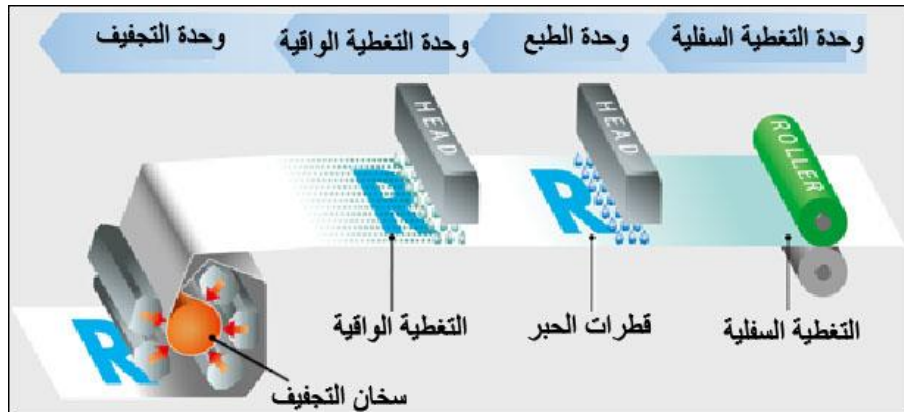 وحدة التغطية السفلية
وحدة الطبع
وحدة التغطية الواقية
وحدة التجفيف
ROLLER
HEAD
HEAD
R
R
التغطية السفلية
قطرات الحبر
التغطية الواقية
R
سخان التجفيف